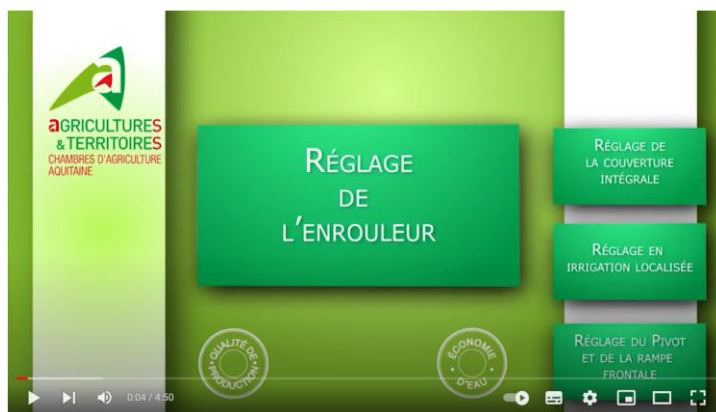 aGRICULTURES
& TERRITOIRES
CHAMBRES D'AGRICULTURE
AQUITAINE
RÉGLAGE
DE
L'ENROULEUR
RÉGLAGE DE
LA COUVERTURE
INTÉGRALE
RÉGLAGE EN
IRRIGATION LOCALISÉE
RÉGLAGE DU PIVOT
ET DE LA RAMPE
FRONTALE
QUALITÉ DE
PRODUCTION
ÉCONOMIE
D'EAU
0:04 / 4:50